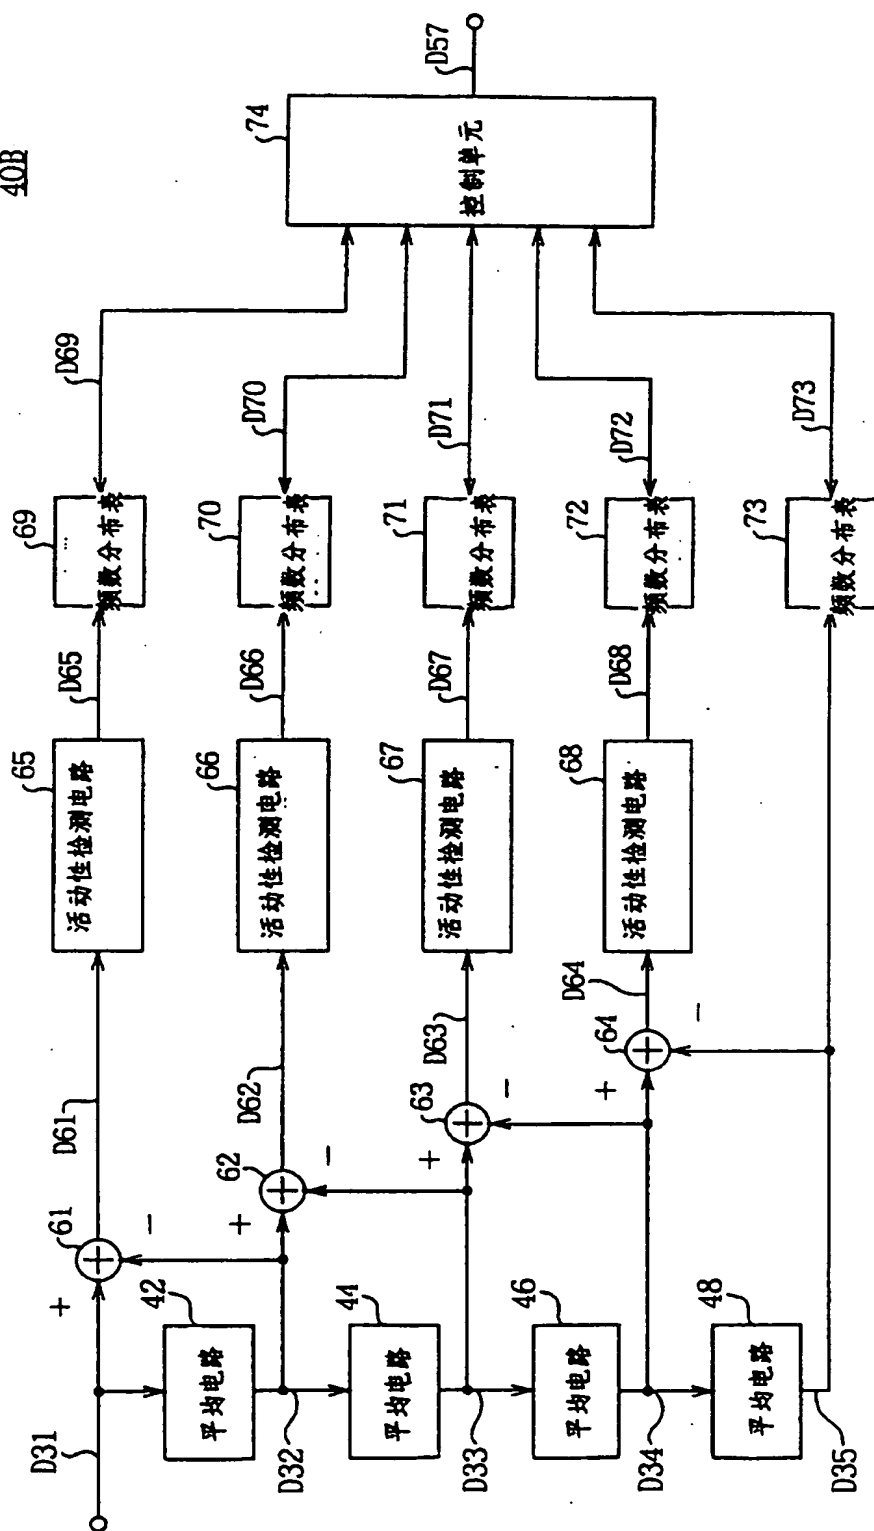 40B
D31
平均电路
42
D32
平均电路
44
D33
平均电路
46
D34
平均电路
48
D35
+
61
−
D61
+
62
−
D62
+
63
−
D63
+
64
−
D64
活动性检测电路
65
D65
活动性检测电路
66
D66
活动性检测电路
67
D67
活动性检测电路
68
D68
频数分布表
69
D69
频数分布表
70
D70
频数分布表
71
D71
频数分布表
72
D72
频数分布表
73
D73
控制单元
74
D57